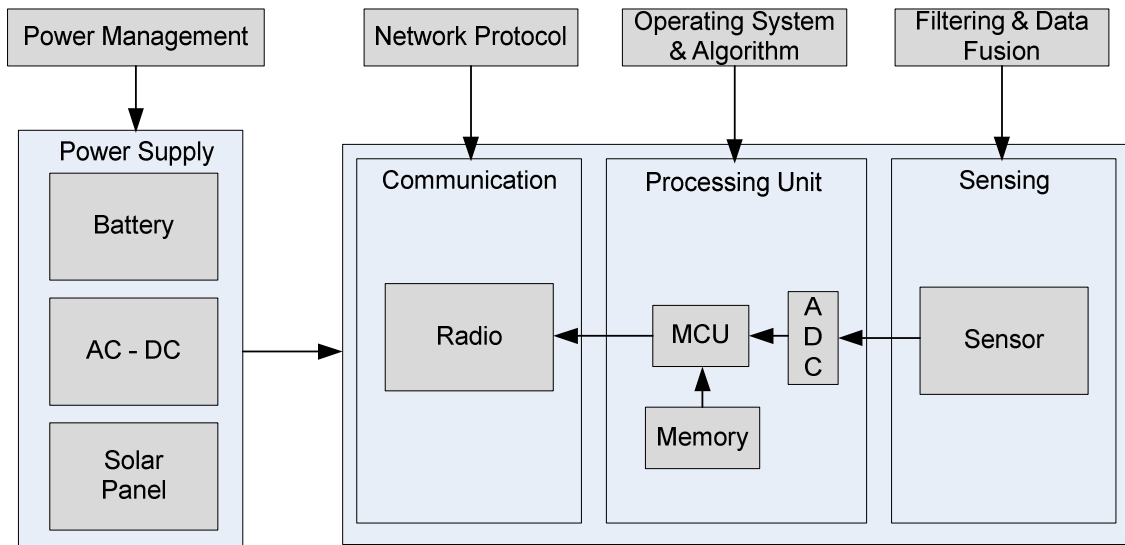 Power Management
Network Protocol
Operating System
& Algorithm
Filtering & Data
Fusion
Power Supply
Battery
AC - DC
Solar
Panel
Communication
Radio
Processing Unit
MCU
A
D
C
Memory
Sensing
Sensor